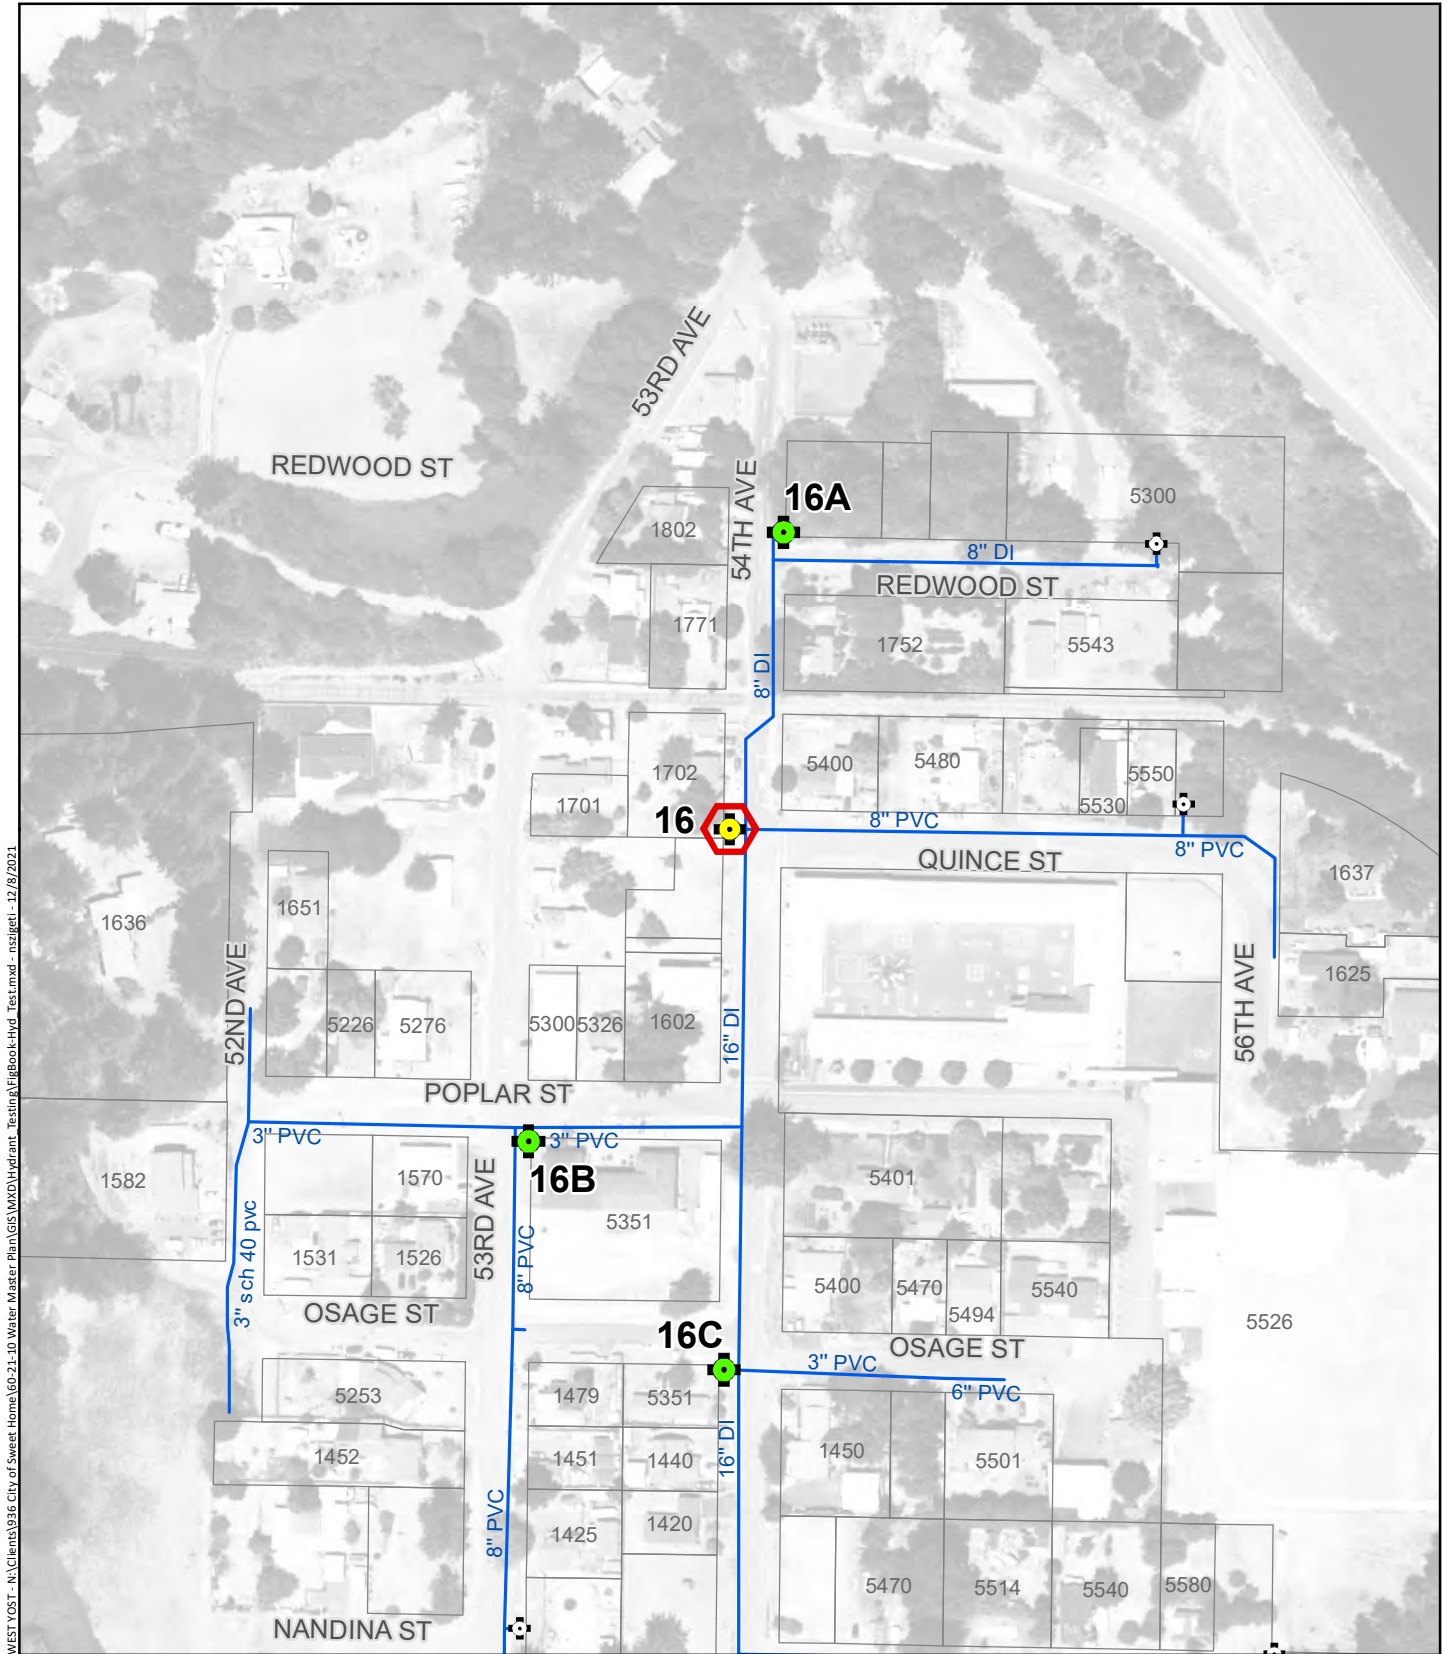 53RD AVE
REDWOOD ST
54TH AVE
16A
5300
1802
8" DI
REDWOOD ST
1771
1752
5543
8" DI
1702
5400
5480
5550
1701
5530
16
8" PVC
8" PVC
QUINCE ST
1637
1636
1651
52ND AVE
56TH AVE
1625
5226
5276
5300
5326
1602
16" DI
POPLAR ST
3" PVC
3" PVC
16B
1582
1570
53RD AVE
5401
5351
3" sch 40 pvc
1531
1526
8" PVC
5400
5470
5494
5540
OSAGE ST
5526
16C
OSAGE ST
3" PVC
6" PVC
5253
1479
5351
1452
1451
1440
16" DI
1450
5501
8" PVC
1425
1420
5470
5514
5540
5580
NANDINA ST
WEST YOST - N:\Clients\936 City of Sweet Home\60-21-10 Water Master Plan\GIS\MXD\Hydrant_Testing\FigBook-Hyd_Test.mxd - nszigeti - 12/8/2021